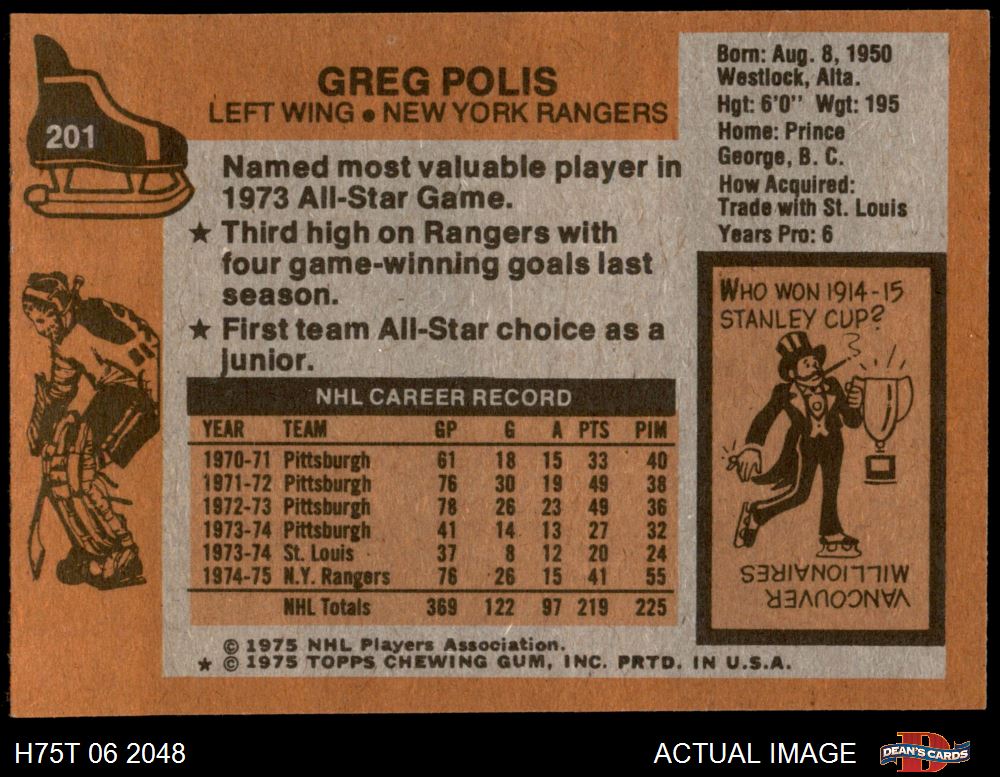 201
GREG POLIS
LEFT WING ● NEW YORK RANGERS
Named most valuable player in
1973 All-Star Game.
★ Third high on Rangers with
four game-winning goals last
season.
★ First team All-Star choice as a
junior.
Born: Aug. 8, 1950
Westlock, Alta.
Hgt: 6'0'' Wgt: 195
Home: Prince
George, B. C.
How Acquired:
Trade with St. Louis
Years Pro: 6
NHL CAREER RECORD
YEAR TEAM GP G A PTS PIM
1970-71 Pittsburgh 61 18 15 33 40
1971-72 Pittsburgh 76 30 19 49 38
1972-73 Pittsburgh 78 26 23 49 36
1973-74 Pittsburgh 41 14 13 27 32
1973-74 St. Louis 37 8 12 20 24
1974-75 N.Y. Rangers 76 26 15 41 55
NHL Totals 369 122 97 219 225
WHO WON 1914-15
STANLEY CUP?
VANCOUVER
MILLIONAIRES
© 1975 NHL Players Association.
★ © 1975 TOPPS CHEWING GUM, INC. PRTD. IN U.S.A.
H75T 06 2048
ACTUAL IMAGE
D
DEAN'S CARDS